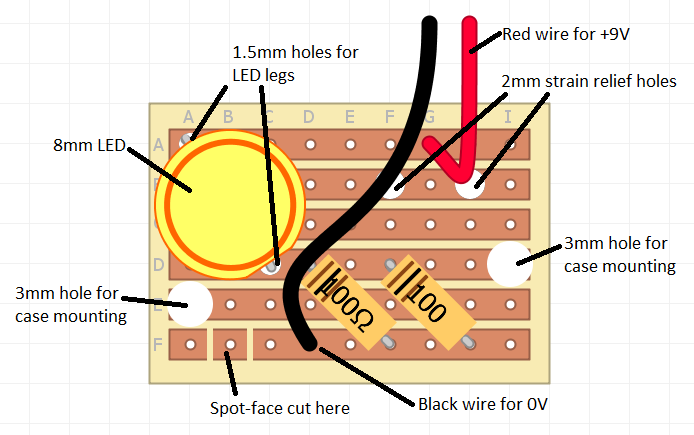 1.5mm holes for
LED legs
Red wire for +9V
2mm strain relief holes
A B C D E F G I
A
8mm LED
D
3mm hole for
case mounting
3mm hole for
case mounting
E
100Ω
100
F
Spot-face cut here
Black wire for 0V